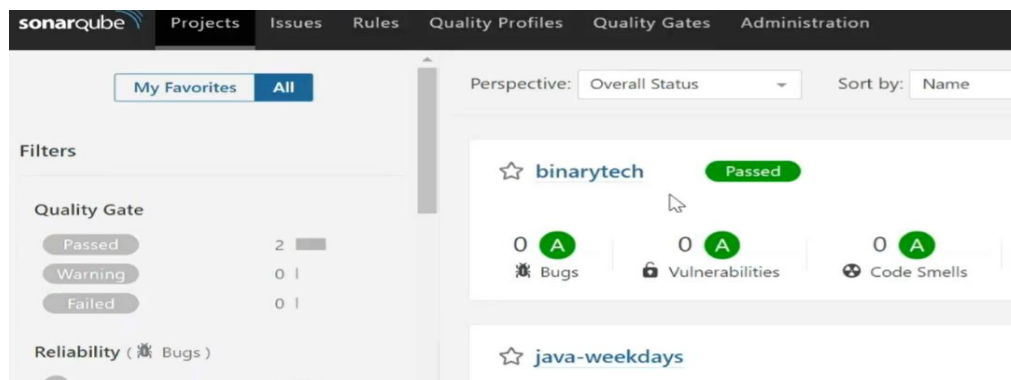 sonarqube Projects Issues Rules Quality Profiles Quality Gates Administration
My Favorites All
Perspective: Overall Status Sort by: Name
Filters
Quality Gate
Passed 2
Warning 0
Failed 0
Reliability ( Bugs )
binarytech Passed
0 A 0 A 0 A
Bugs Vulnerabilities Code Smells
java-weekdays